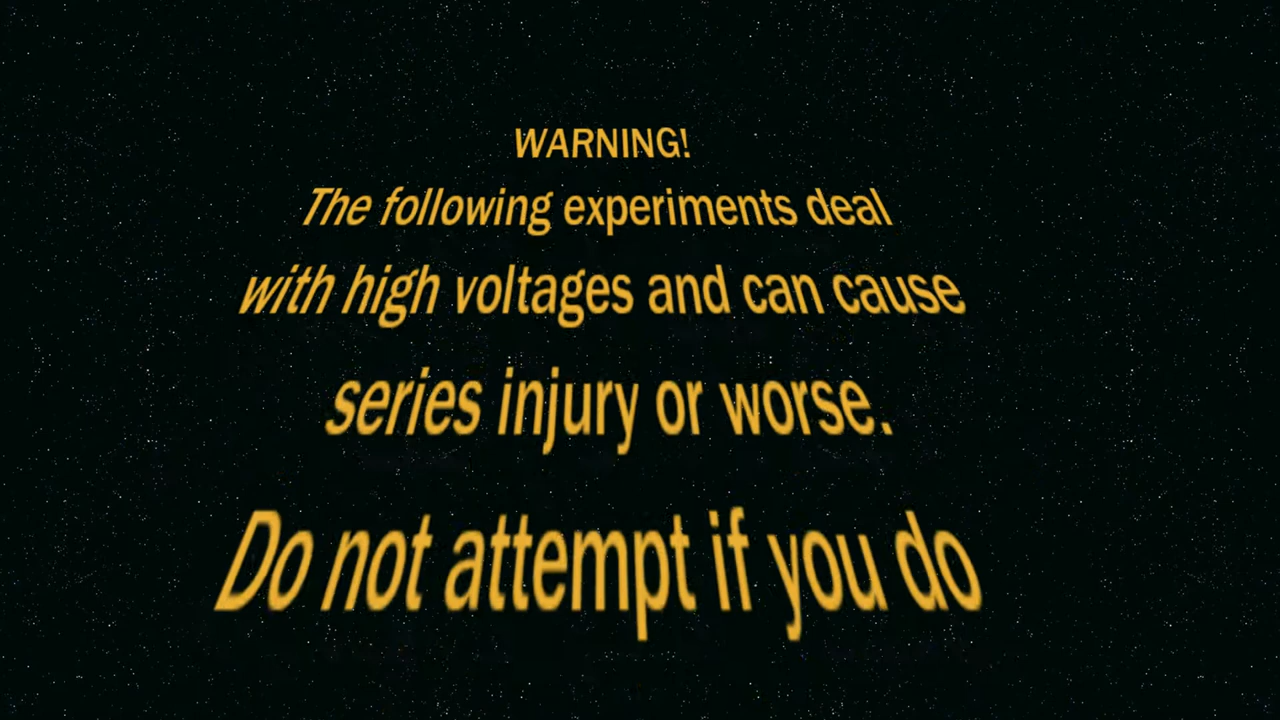 WARNING!
The following experiments deal
with high voltages and can cause
series injury or worse.
Do not attempt if you do